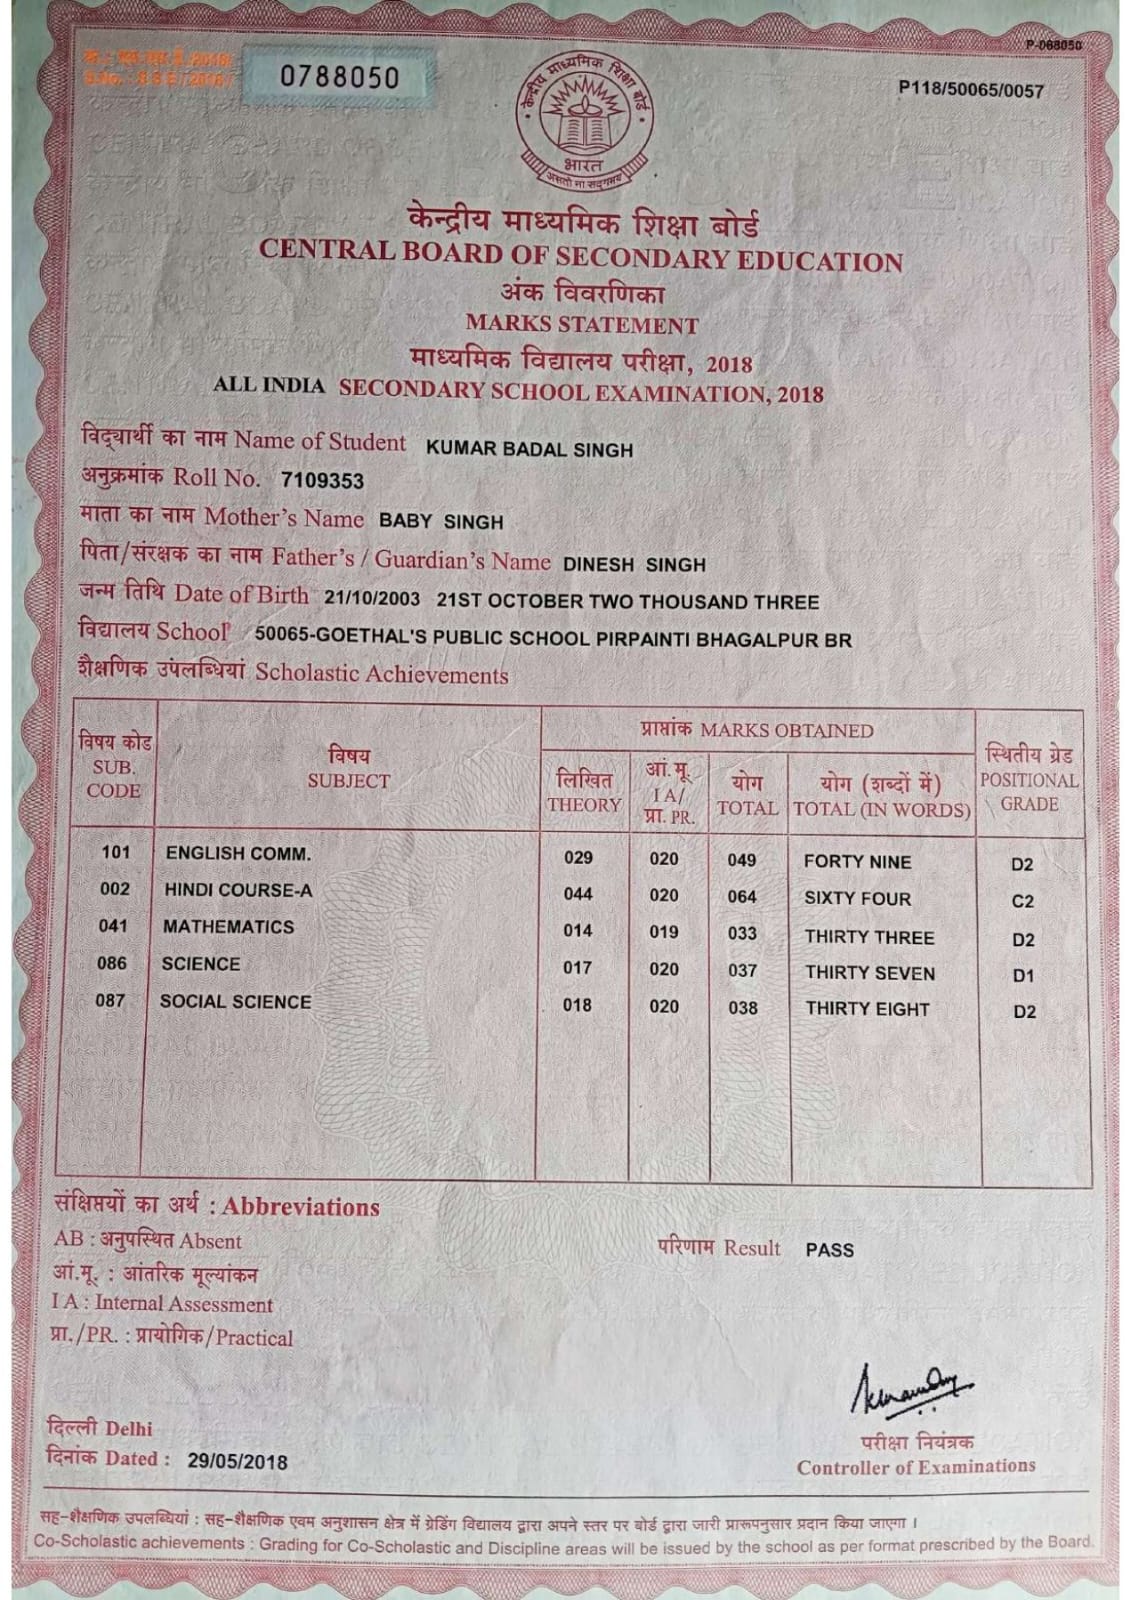 P-068050
0788050
P118/50065/0057
केन्द्रीय माध्यमिक शिक्षा बोर्ड
भारत
असतो मा सद्गमय
केन्द्रीय माध्यमिक शिक्षा बोर्ड
CENTRAL BOARD OF SECONDARY EDUCATION
अंक विवरणिका
MARKS STATEMENT
माध्यमिक विद्यालय परीक्षा, 2018
ALL INDIA SECONDARY SCHOOL EXAMINATION, 2018
विद्यार्थी का नाम Name of Student KUMAR BADAL SINGH
अनुक्रमांक Roll No. 7109353
माता का नाम Mother's Name BABY SINGH
पिता/संरक्षक का नाम Father's / Guardian's Name DINESH SINGH
जन्म तिथि Date of Birth 21/10/2003 21ST OCTOBER TWO THOUSAND THREE
विद्यालय School 50065-GOETHAL'S PUBLIC SCHOOL PIRPAINTI BHAGALPUR BR
शैक्षणिक उपलब्धियां Scholastic Achievements
विषय कोड SUB. CODE विषय SUBJECT प्राप्तांक MARKS OBTAINED स्थितीय ग्रेड POSITIONAL GRADE
लिखित THEORY आं.मू. I A/ प्रा. PR. योग TOTAL योग (शब्दों में) TOTAL (IN WORDS)
101 ENGLISH COMM. 029 020 049 FORTY NINE D2
002 HINDI COURSE-A 044 020 064 SIXTY FOUR C2
041 MATHEMATICS 014 019 033 THIRTY THREE D2
086 SCIENCE 017 020 037 THIRTY SEVEN D1
087 SOCIAL SCIENCE 018 020 038 THIRTY EIGHT D2
संक्षिप्तयों का अर्थ : Abbreviations
AB : अनुपस्थित Absent
परिणाम Result PASS
आं.मू. : आंतरिक मूल्यांकन
I A : Internal Assessment
प्रा./PR. : प्रायोगिक/Practical
दिल्ली Delhi
दिनांक Dated : 29/05/2018
परीक्षा नियंत्रक
Controller of Examinations
सह-शैक्षणिक उपलब्धियां : सह-शैक्षणिक एवम अनुशासन क्षेत्र में ग्रेडिंग विद्यालय द्वारा अपने स्तर पर बोर्ड द्वारा जारी प्रारूपनुसार प्रदान किया जाएगा ।
Co-Scholastic achievements : Grading for Co-Scholastic and Discipline areas will be issued by the school as per format prescribed by the Board.